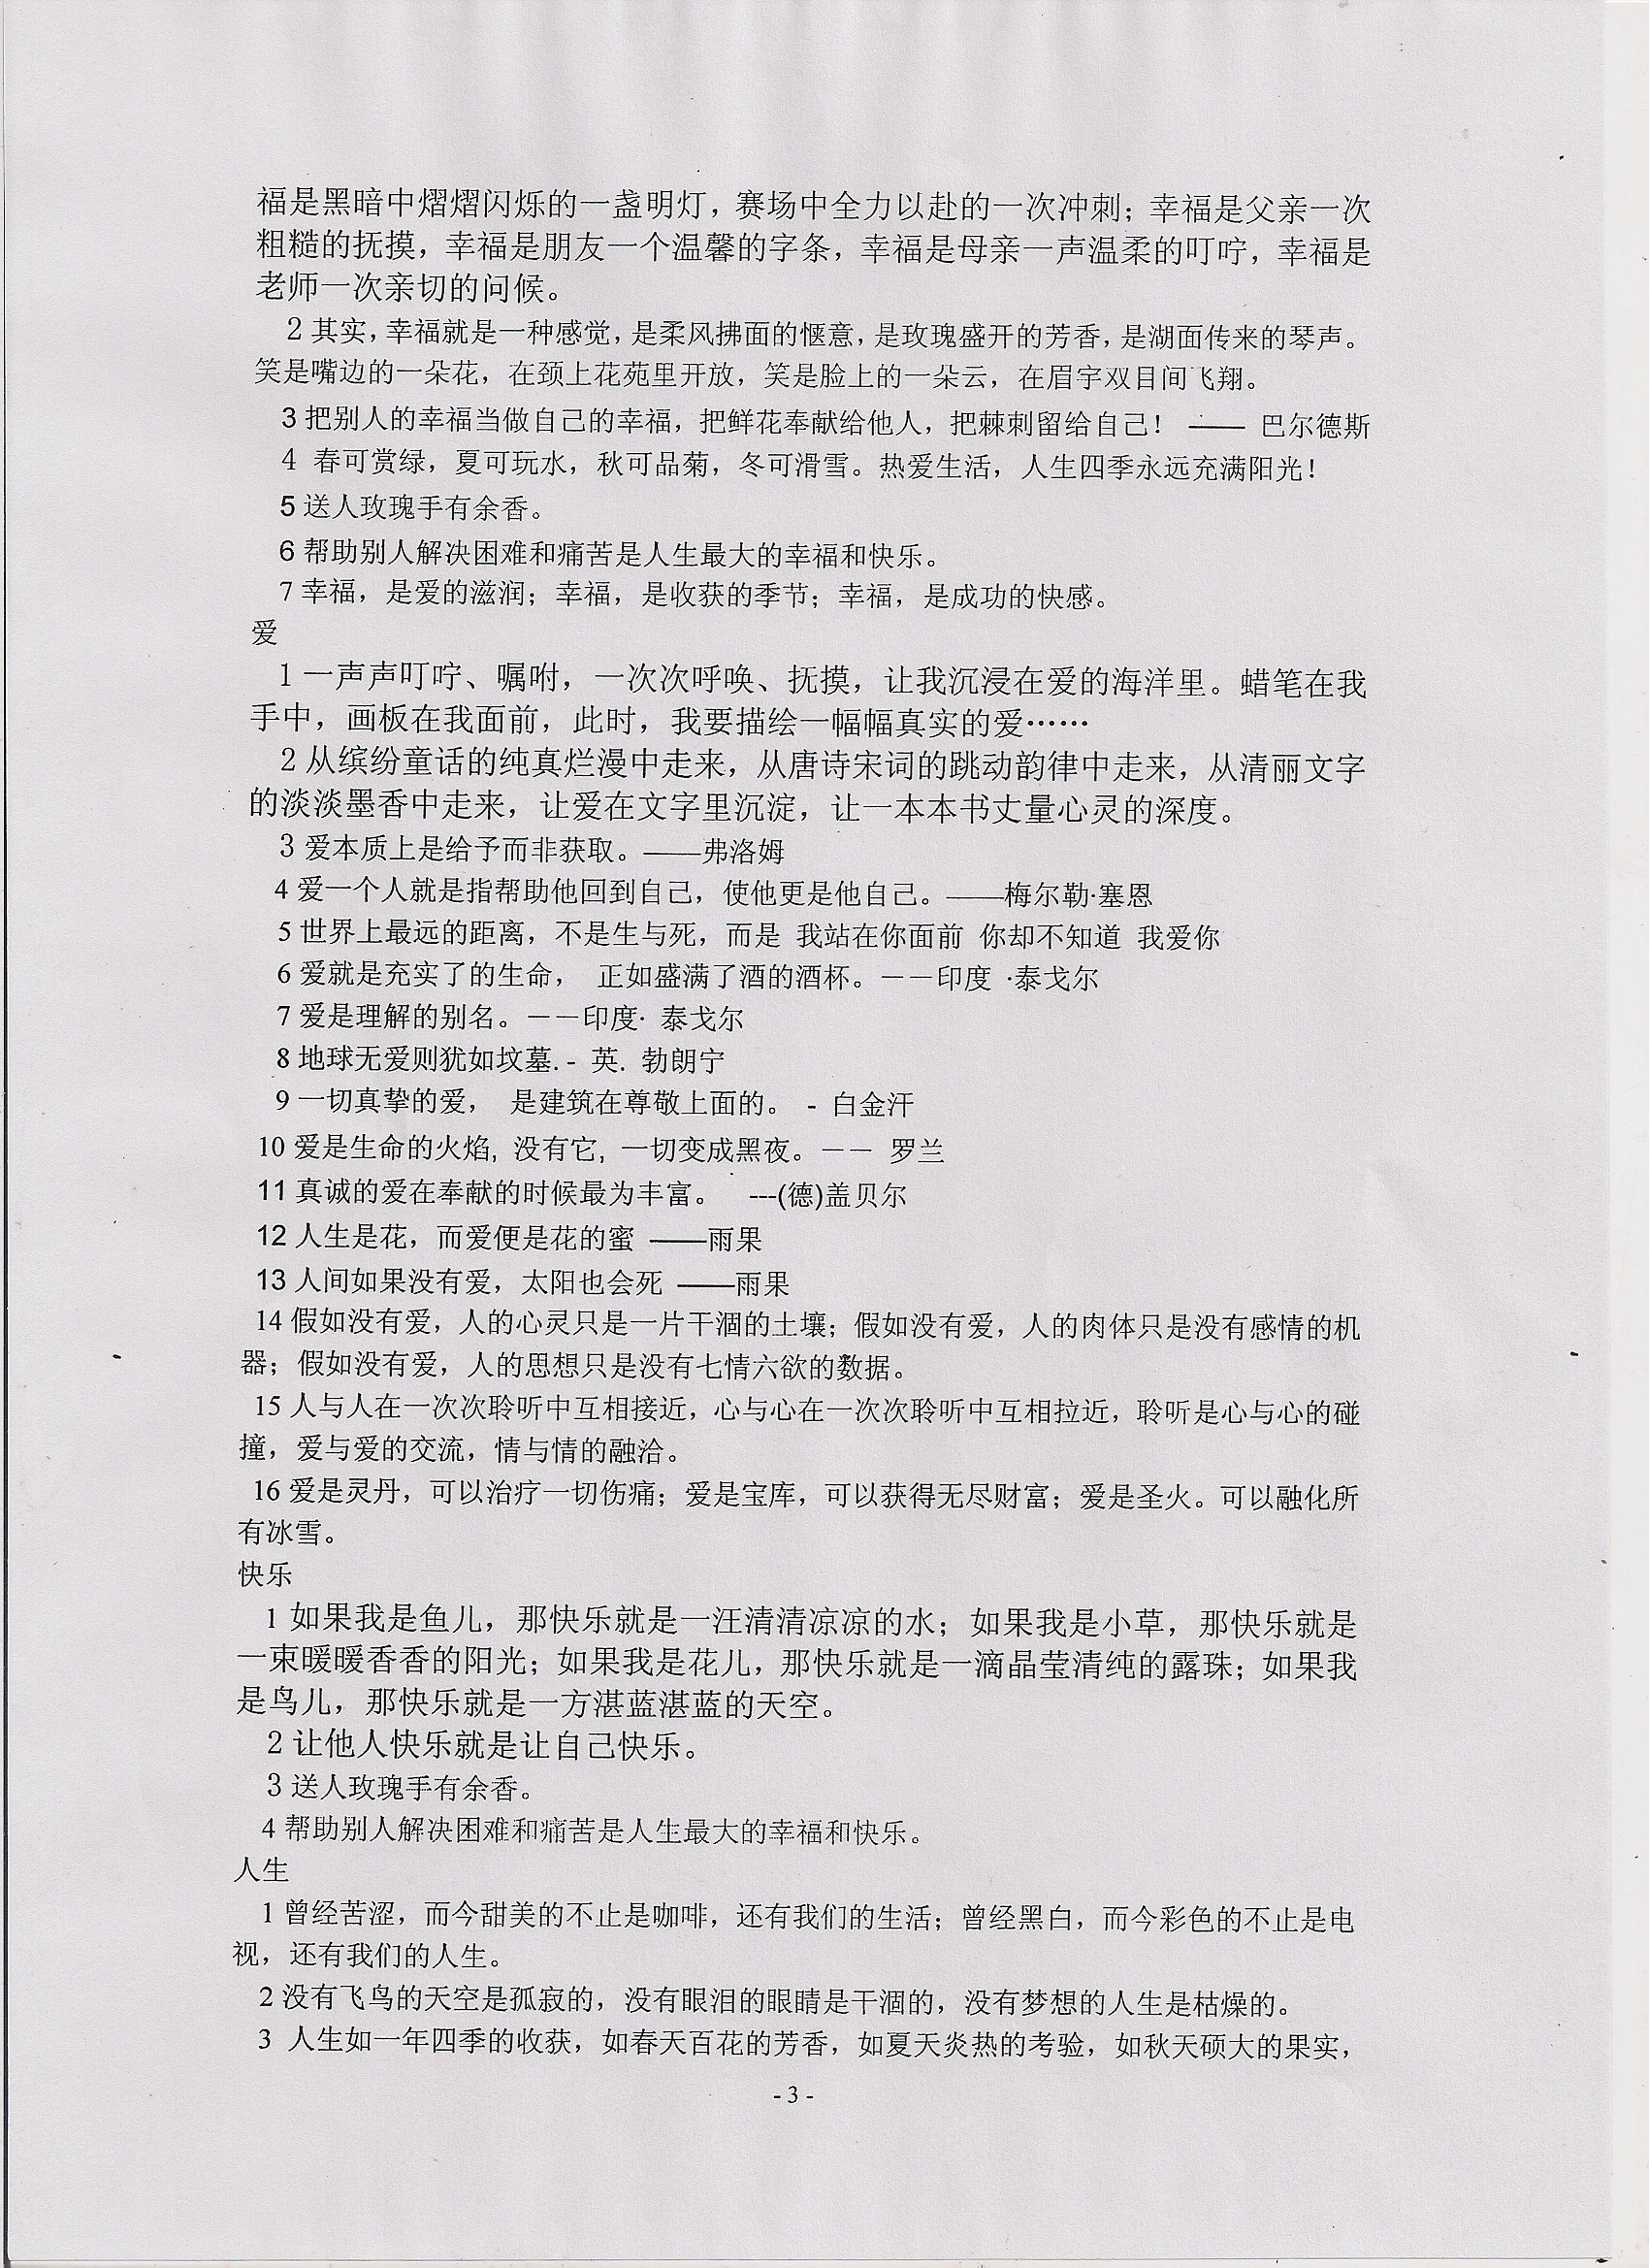 福是黑暗中熠熠闪烁的一盏明灯，赛场中全力以赴的一次冲刺；幸福是父亲一次
粗糙的抚摸，幸福是朋友一个温馨的字条，幸福是母亲一声温柔的叮咛，幸福是
老师一次亲切的问候。
2 其实，幸福就是一种感觉，是柔风拂面的惬意，是玫瑰盛开的芳香，是湖面传来的琴声。
笑是嘴边的一朵花，在颈上花苑里开放，笑是脸上的一朵云，在眉宇双目间飞翔。
3 把别人的幸福当做自己的幸福，把鲜花奉献给他人，把棘刺留给自己！ —— 巴尔德斯
4 春可赏绿，夏可玩水，秋可品菊，冬可滑雪。热爱生活，人生四季永远充满阳光！
5 送人玫瑰手有余香。
6 帮助别人解决困难和痛苦是人生最大的幸福和快乐。
7 幸福，是爱的滋润；幸福，是收获的季节；幸福，是成功的快感。
爱
1 一声声叮咛、嘱咐，一次次呼唤、抚摸，让我沉浸在爱的海洋里。蜡笔在我
手中，画板在我面前，此时，我要描绘一幅幅真实的爱……
2 从缤纷童话的纯真烂漫中走来，从唐诗宋词的跳动韵律中走来，从清丽文字
的淡淡墨香中走来，让爱在文字里沉淀，让一本本书丈量心灵的深度。
3 爱本质上是给予而非获取。——弗洛姆
4 爱一个人就是指帮助他回到自己，使他更是他自己。——梅尔勒·塞恩
5 世界上最远的距离，不是生与死，而是 我站在你面前 你却不知道 我爱你
6 爱就是充实了的生命， 正如盛满了酒的酒杯。－－印度 ·泰戈尔
7 爱是理解的别名。－－印度· 泰戈尔
8 地球无爱则犹如坟墓. - 英. 勃朗宁
9 一切真挚的爱， 是建筑在尊敬上面的。 - 白金汗
10 爱是生命的火焰, 没有它, 一切变成黑夜。－－ 罗兰
11 真诚的爱在奉献的时候最为丰富。 ---(德)盖贝尔
12 人生是花，而爱便是花的蜜 ——雨果
13 人间如果没有爱，太阳也会死 ——雨果
14 假如没有爱，人的心灵只是一片干涸的土壤；假如没有爱，人的肉体只是没有感情的机
器；假如没有爱，人的思想只是没有七情六欲的数据。
15 人与人在一次次聆听中互相接近，心与心在一次次聆听中互相拉近，聆听是心与心的碰
撞，爱与爱的交流，情与情的融洽。
16 爱是灵丹，可以治疗一切伤痛；爱是宝库，可以获得无尽财富；爱是圣火。可以融化所
有冰雪。
快乐
1 如果我是鱼儿，那快乐就是一汪清清凉凉的水；如果我是小草，那快乐就是
一束暖暖香香的阳光；如果我是花儿，那快乐就是一滴晶莹清纯的露珠；如果我
是鸟儿，那快乐就是一方湛蓝湛蓝的天空。
2 让他人快乐就是让自己快乐。
3 送人玫瑰手有余香。
4 帮助别人解决困难和痛苦是人生最大的幸福和快乐。
人生
1 曾经苦涩，而今甜美的不止是咖啡，还有我们的生活；曾经黑白，而今彩色的不止是电
视，还有我们的人生。
2 没有飞鸟的天空是孤寂的，没有眼泪的眼睛是干涸的，没有梦想的人生是枯燥的。
3 人生如一年四季的收获，如春天百花的芳香，如夏天炎热的考验，如秋天硕大的果实，
- 3 -